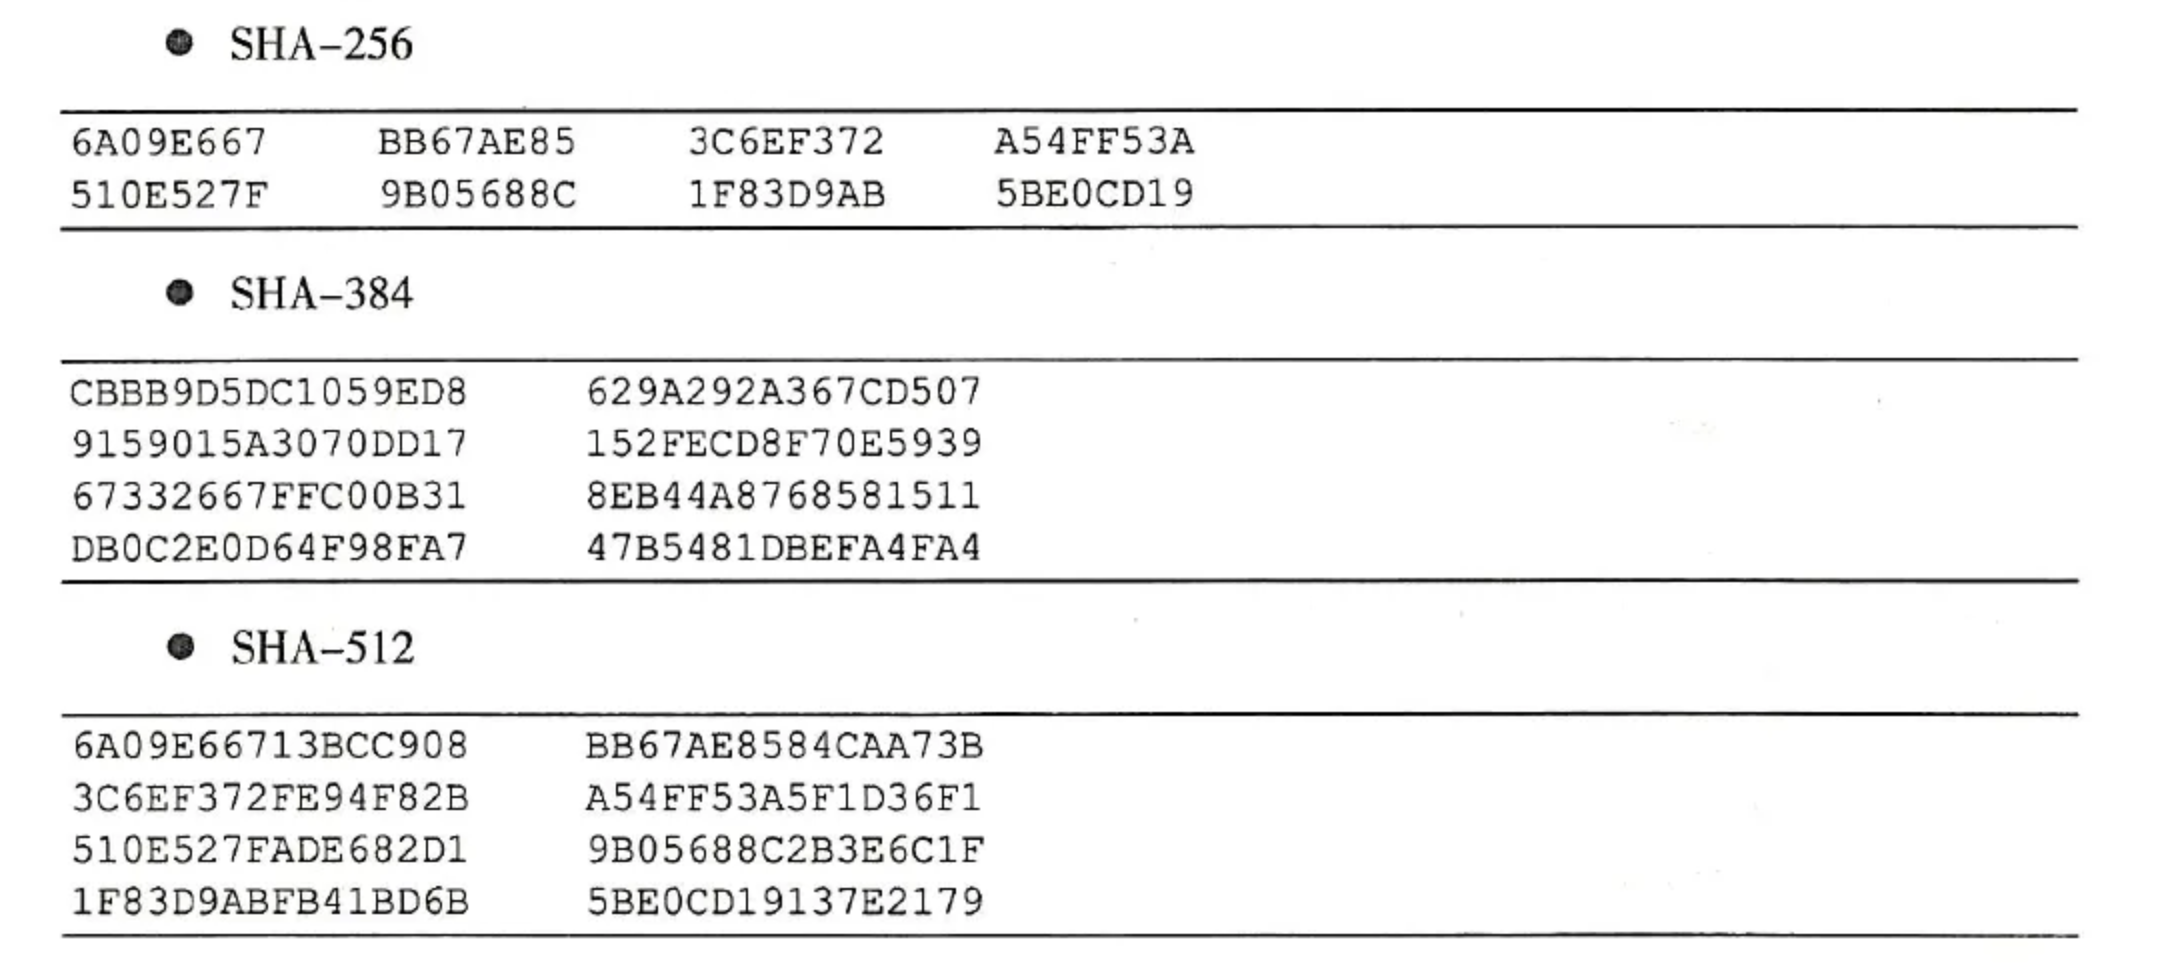 ● SHA–256
6A09E667 BB67AE85 3C6EF372 A54FF53A
510E527F 9B05688C 1F83D9AB 5BE0CD19
● SHA–384
CBBB9D5DC1059ED8 629A292A367CD507
9159015A3070DD17 152FECD8F70E5939
67332667FFC00B31 8EB44A8768581511
DB0C2E0D64F98FA7 47B5481DBEFA4FA4
● SHA–512
6A09E66713BCC908 BB67AE8584CAA73B
3C6EF372FE94F82B A54FF53A5F1D36F1
510E527FADE682D1 9B05688C2B3E6C1F
1F83D9ABFB41BD6B 5BE0CD19137E2179